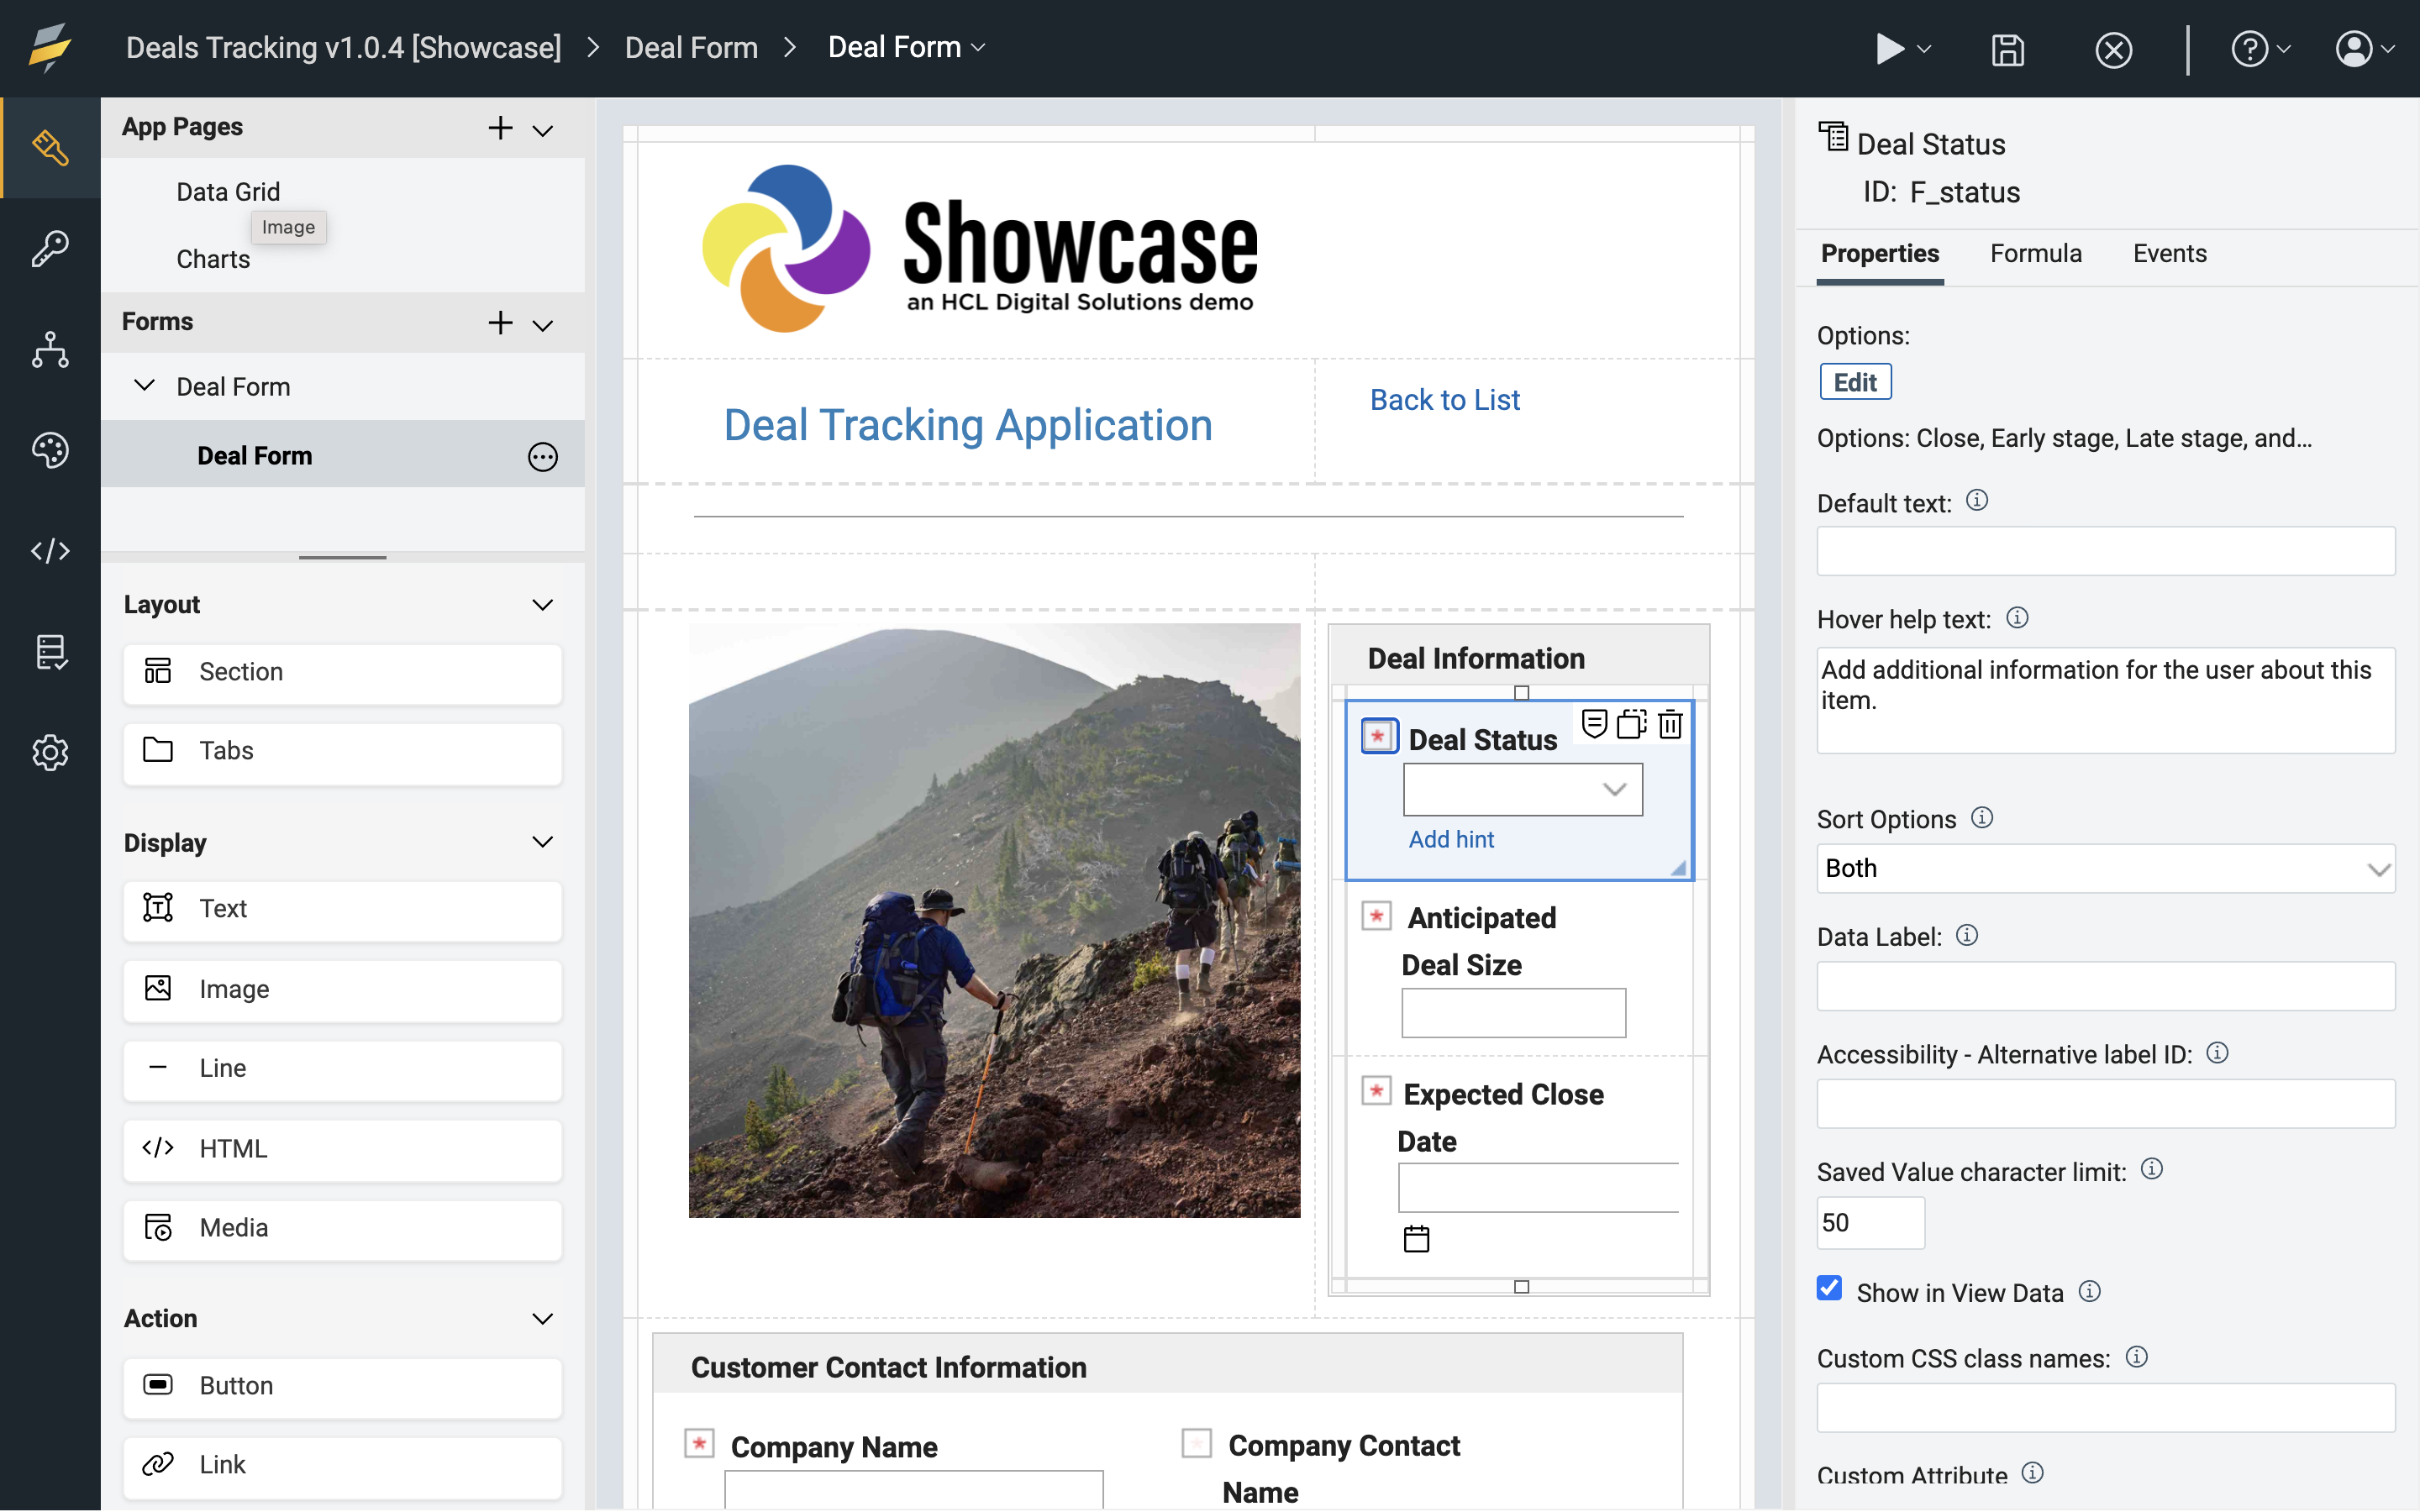 Deals Tracking v1.0.4 [Showcase] > Deal Form > Deal Form
App Pages
Data Grid
Image
Charts
Forms
Deal Form
Deal Form
Layout
Section
Tabs
Display
Text
Image
Line
HTML
Media
Action
Button
Link
Showcase
an HCL Digital Solutions demo
Deal Tracking Application
Back to List
Deal Information
* Deal Status
Add hint
* Anticipated
Deal Size
* Expected Close
Date
Customer Contact Information
* Company Name
* Company Contact
Name
Deal Status
ID: F_status
Properties Formula Events
Options:
Edit
Options: Close, Early stage, Late stage, and...
Default text:
Hover help text:
Add additional information for the user about this
item.
Sort Options
Both
Data Label:
Accessibility - Alternative label ID:
Saved Value character limit:
50
Show in View Data
Custom CSS class names:
Custom Attribute